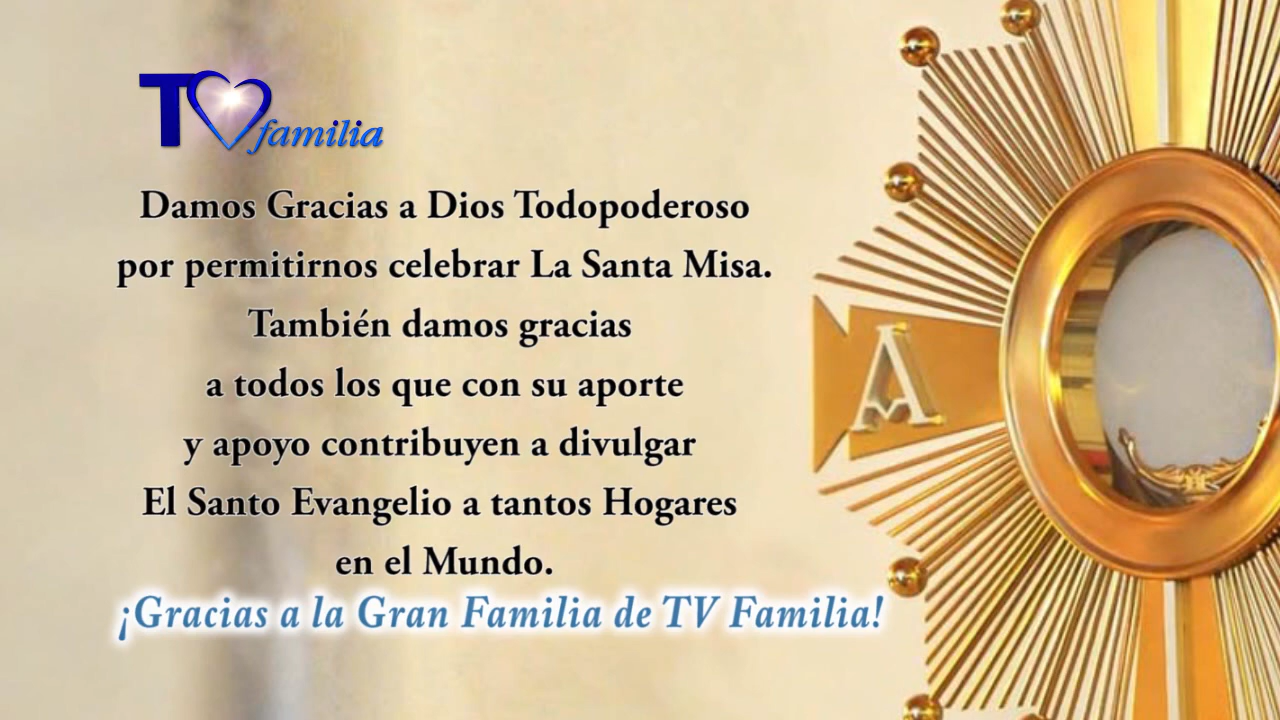 TV familia
Damos Gracias a Dios Todopoderoso
por permitirnos celebrar La Santa Misa.
También damos gracias
a todos los que con su aporte
y apoyo contribuyen a divulgar
El Santo Evangelio a tantos Hogares
en el Mundo.
¡Gracias a la Gran Familia de TV Familia!
A